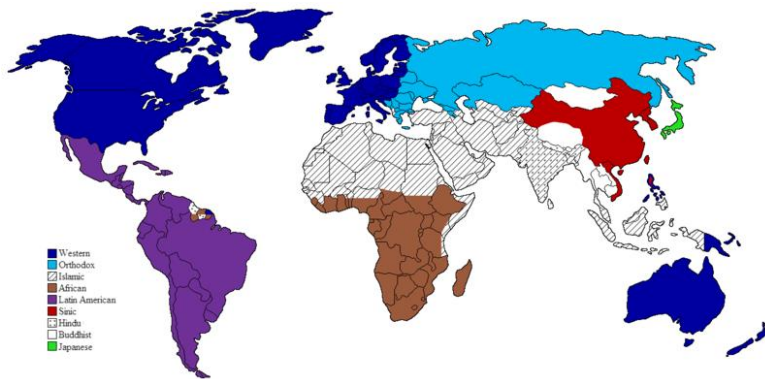 Western
Orthodox
Islamic
African
Latin American
Sinic
Hindu
Buddhist
Japanese